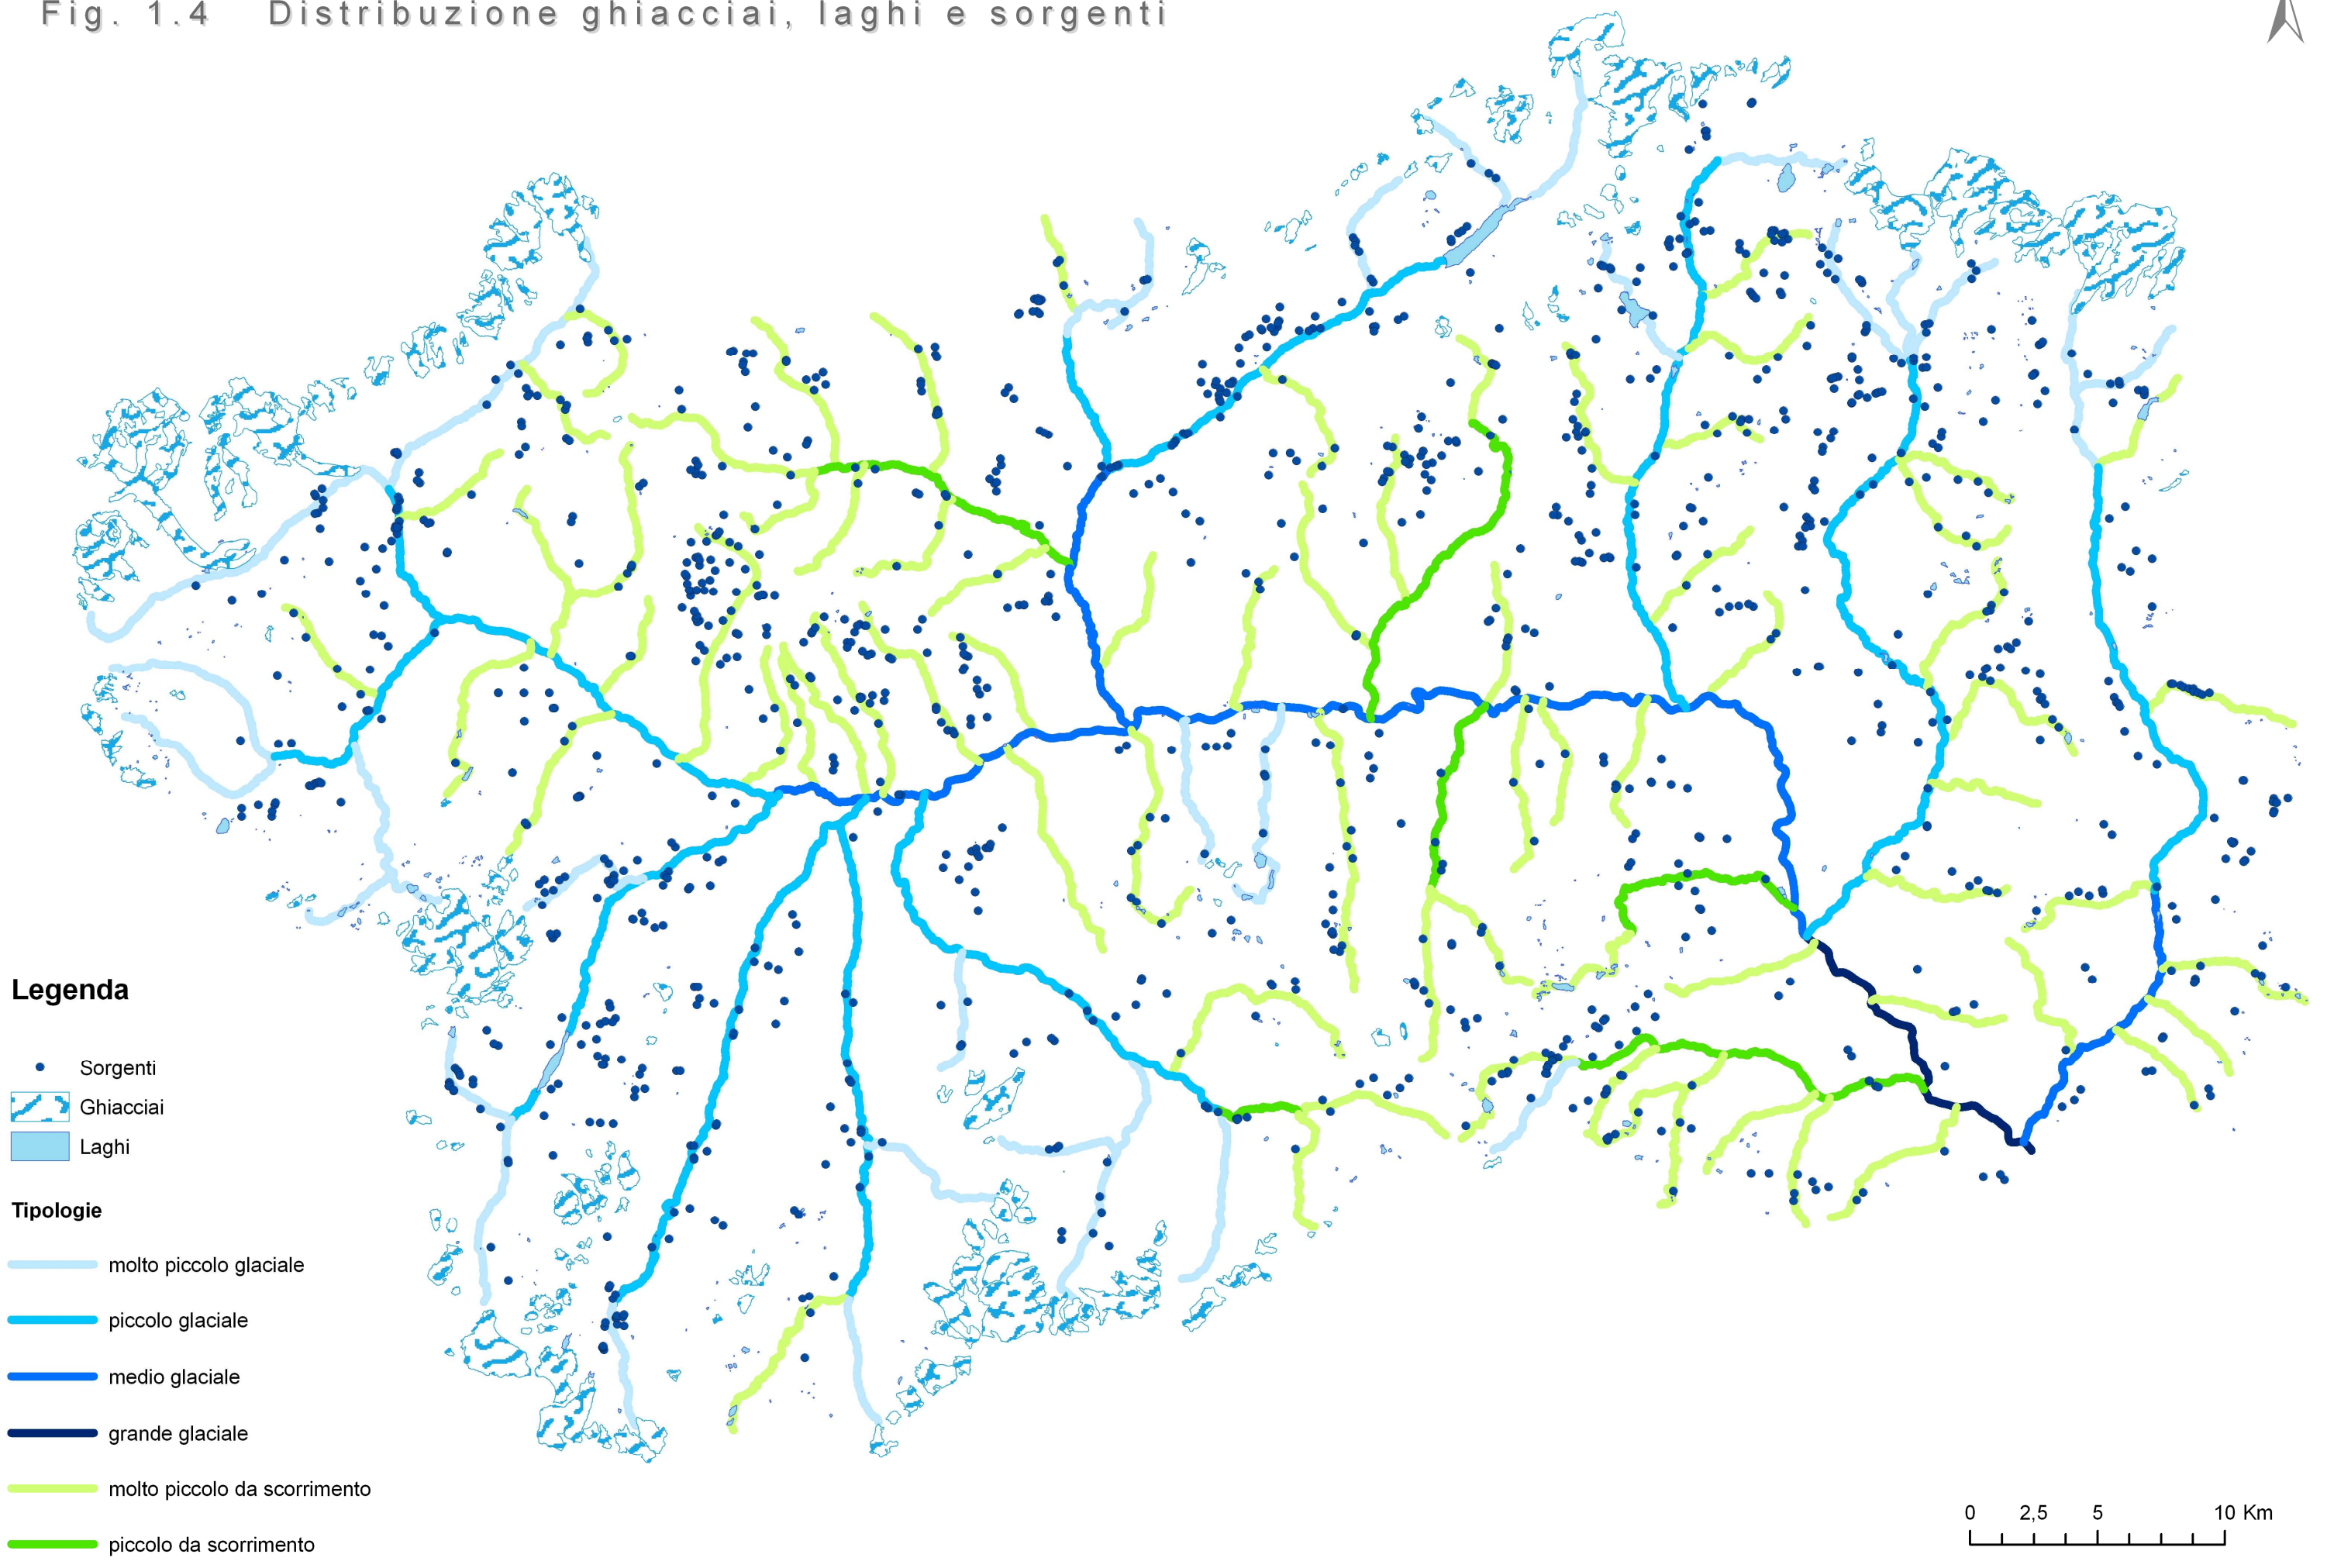 Fig. 1.4 Distribuzione ghiacciai, laghi e sorgenti
Legenda
Sorgenti
Ghiacciai
Laghi
Tipologie
molto piccolo glaciale
piccolo glaciale
medio glaciale
grande glaciale
molto piccolo da scorrimento
piccolo da scorrimento
0 2,5 5 10 Km